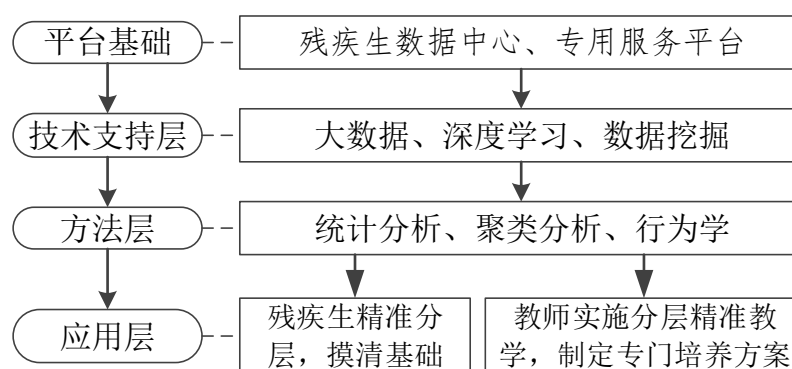 平台基础
残疾生数据中心、专用服务平台
技术支持层
大数据、深度学习、数据挖掘
方法层
统计分析、聚类分析、行为学
应用层
残疾生精准分
层，摸清基础
教师实施分层精准教
学，制定专门培养方案